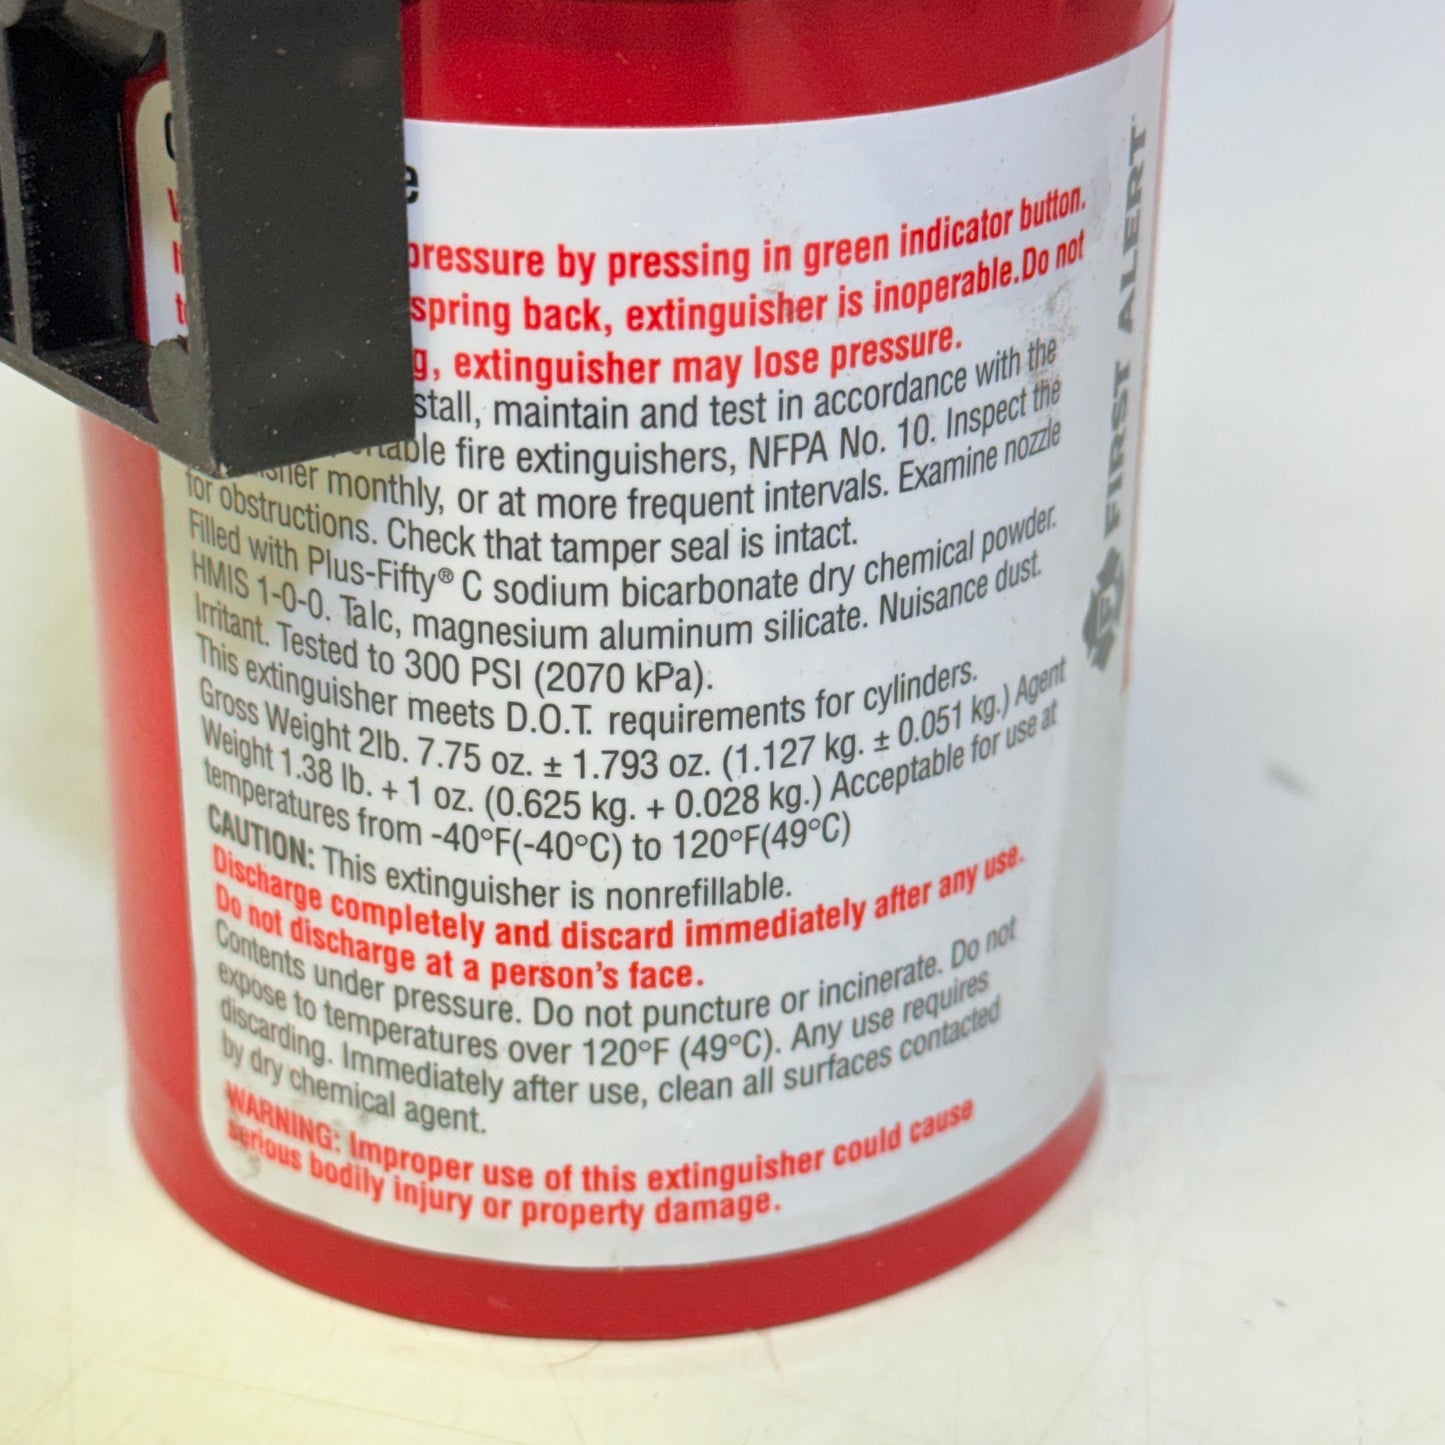 pressure by pressing in green indicator button.
spring back, extinguisher is inoperable.Do not
extinguisher may lose pressure.
maintain and test in accordance with the
fire extinguishers, NFPA No. 10. Inspect the
monthly, or at more frequent intervals. Examine nozzle
for obstructions. Check that tamper seal is intact.
Filled with Plus-Fifty® C sodium bicarbonate dry chemical powder.
HMIS 1-0-0. Talc, magnesium aluminum silicate. Nuisance dust.
Irritant. Tested to 300 PSI (2070 kPa).
This extinguisher meets D.O.T. requirements for cylinders.
Gross Weight 2lb. 7.75 oz. ± 1.793 oz. (1.127 kg. ± 0.051 kg.) Agent
Weight 1.38 lb. + 1 oz. (0.625 kg. + 0.028 kg.) Acceptable for use at
temperatures from -40°F(-40°C) to 120°F(49°C)
CAUTION: This extinguisher is nonrefillable.
Discharge completely and discard immediately after any use.
Do not discharge at a person's face.
Contents under pressure. Do not puncture or incinerate. Do not
expose to temperatures over 120°F (49°C). Any use requires
discarding. Immediately after use, clean all surfaces contacted
by dry chemical agent.
WARNING: Improper use of this extinguisher could cause
serious bodily injury or property damage.
FIRST ALERT